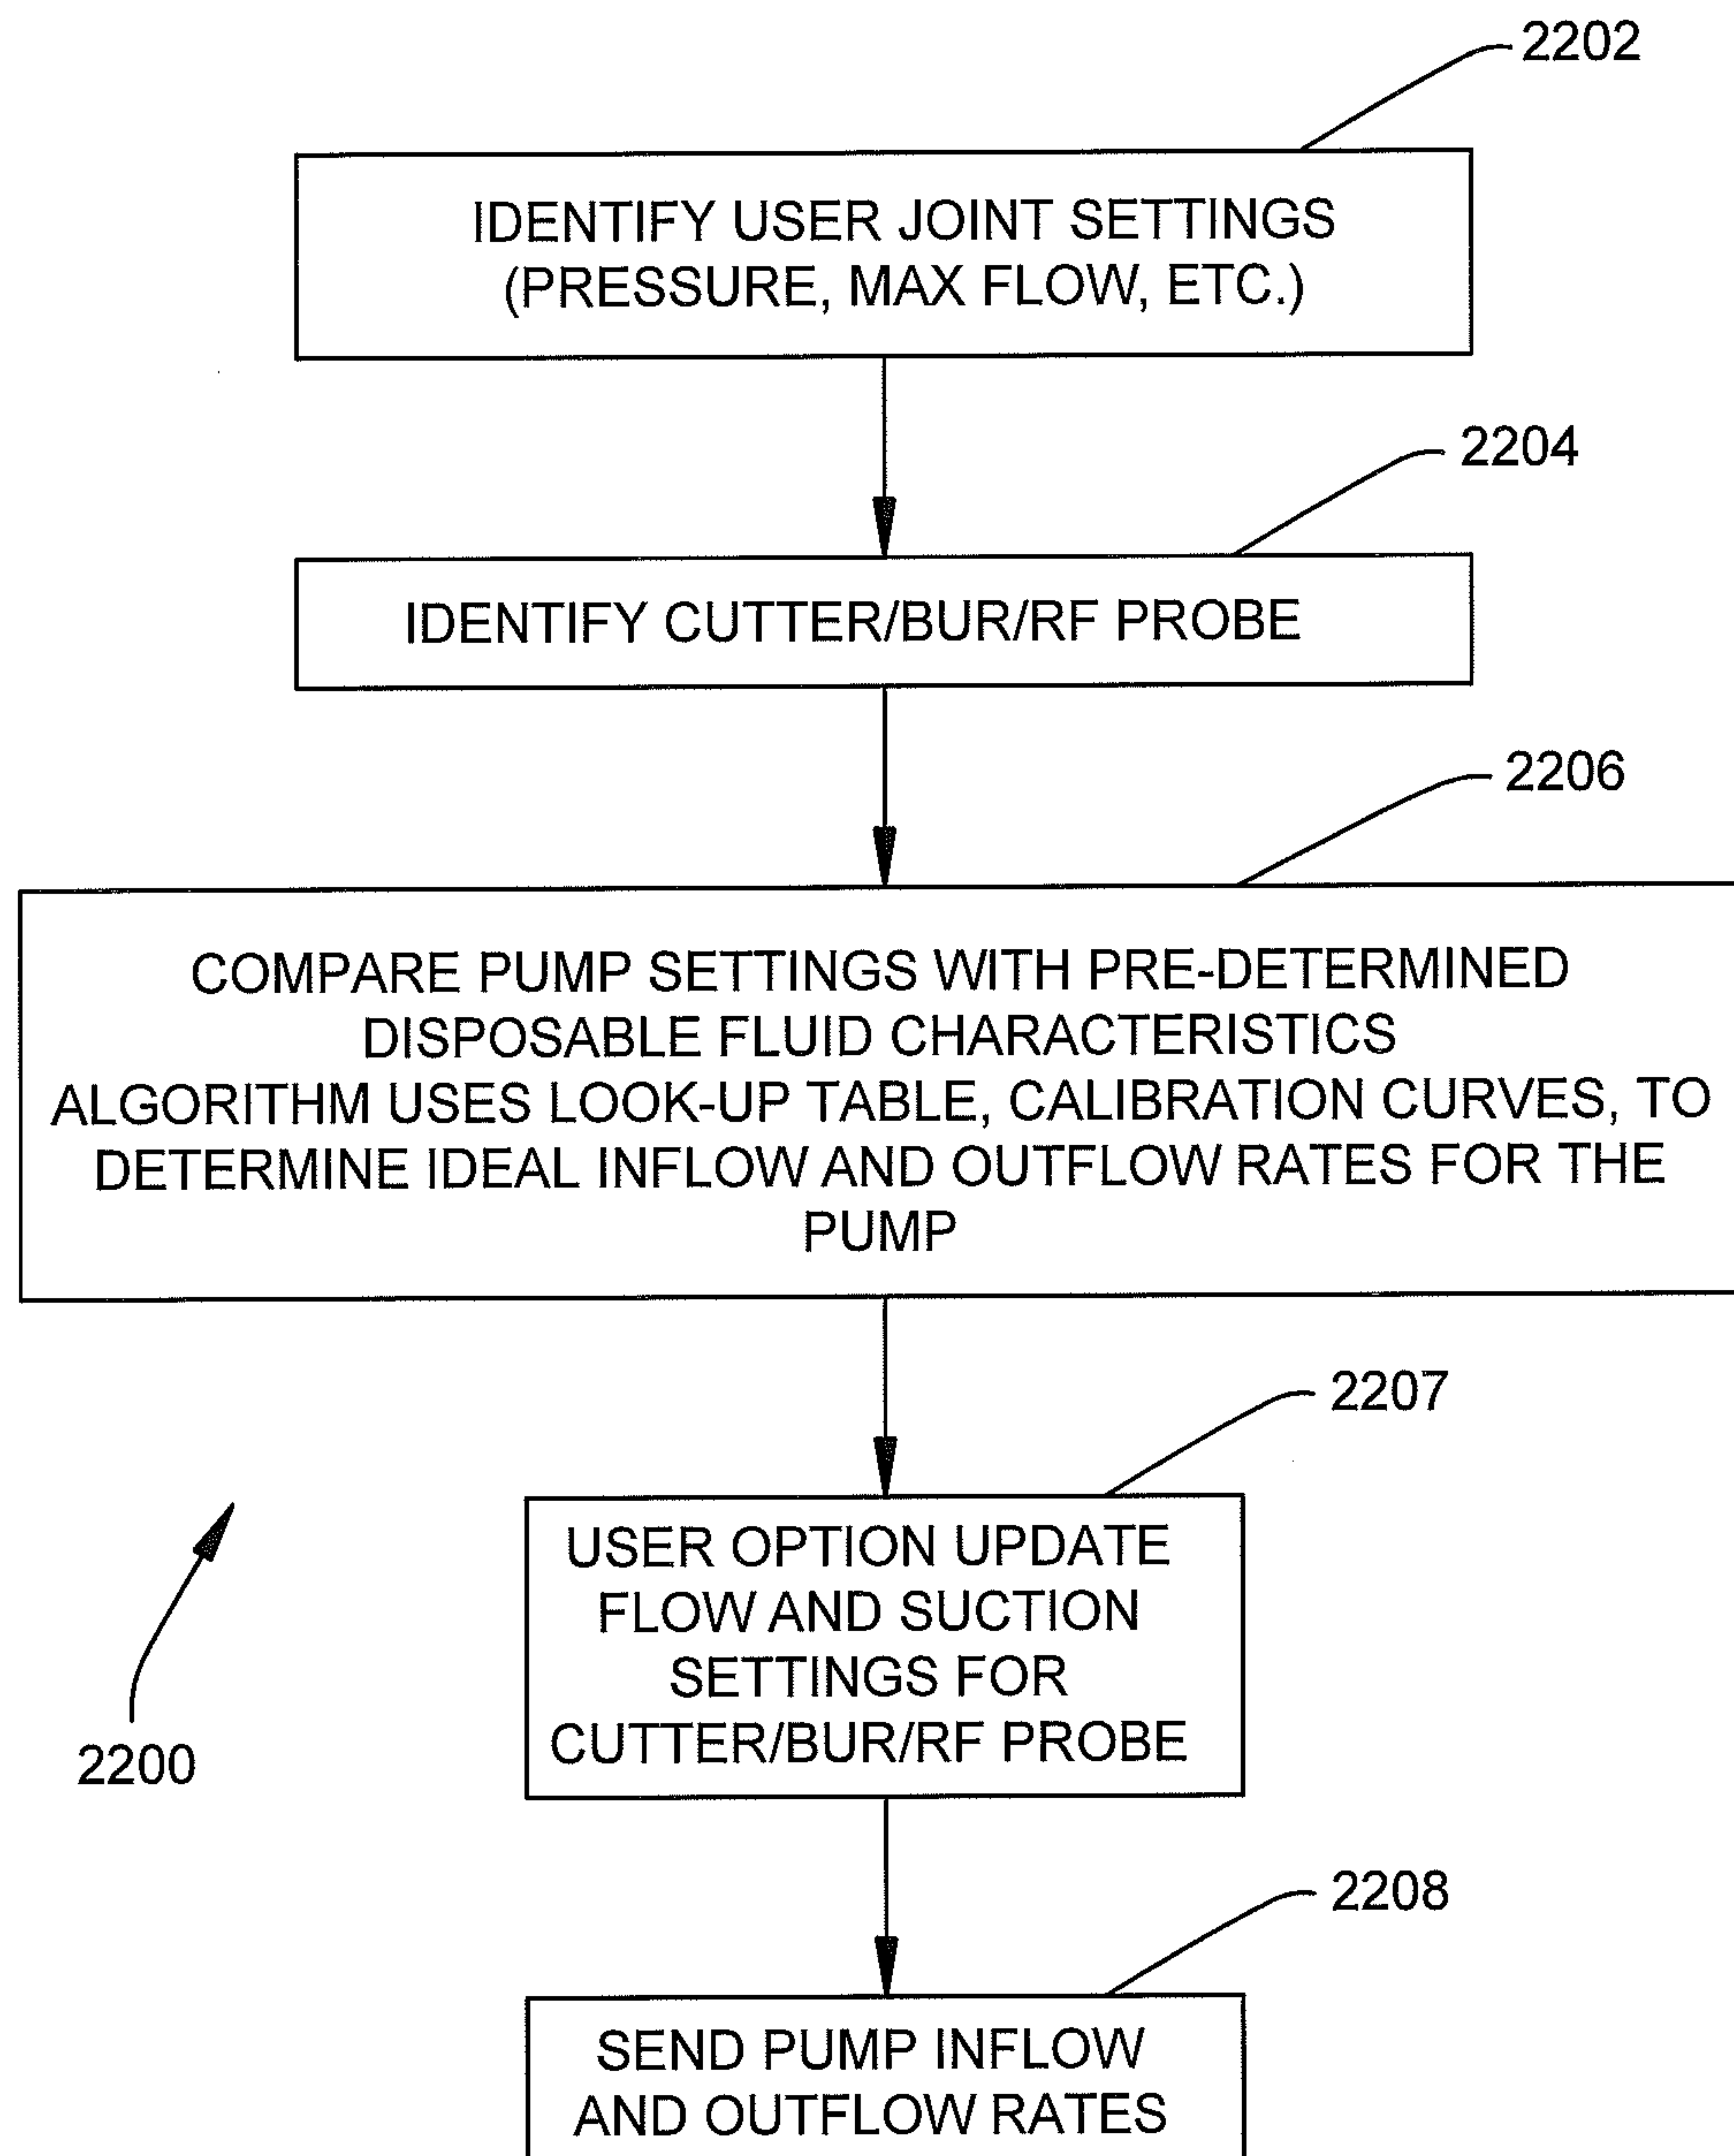 2202
IDENTIFY USER JOINT SETTINGS
(PRESSURE, MAX FLOW, ETC.)
2204
IDENTIFY CUTTER/BUR/RF PROBE
2206
COMPARE PUMP SETTINGS WITH PRE-DETERMINED
DISPOSABLE FLUID CHARACTERISTICS
ALGORITHM USES LOOK-UP TABLE, CALIBRATION CURVES, TO
DETERMINE IDEAL INFLOW AND OUTFLOW RATES FOR THE
PUMP
2207
USER OPTION UPDATE
FLOW AND SUCTION
SETTINGS FOR
CUTTER/BUR/RF PROBE
2200
2208
SEND PUMP INFLOW
AND OUTFLOW RATES